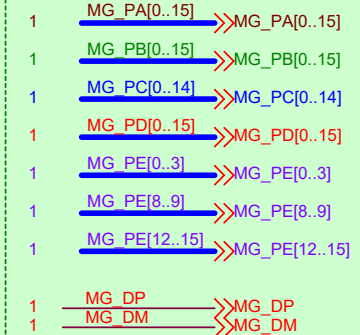 1 MG_PA[0..15] MG_PA[0..15]
1 MG_PB[0..15] MG_PB[0..15]
1 MG_PC[0..14] MG_PC[0..14]
1 MG_PD[0..15] MG_PD[0..15]
1 MG_PE[0..3] MG_PE[0..3]
1 MG_PE[8..9] MG_PE[8..9]
1 MG_PE[12..15] MG_PE[12..15]
1 MG_DP MG_DP
1 MG_DM MG_DM